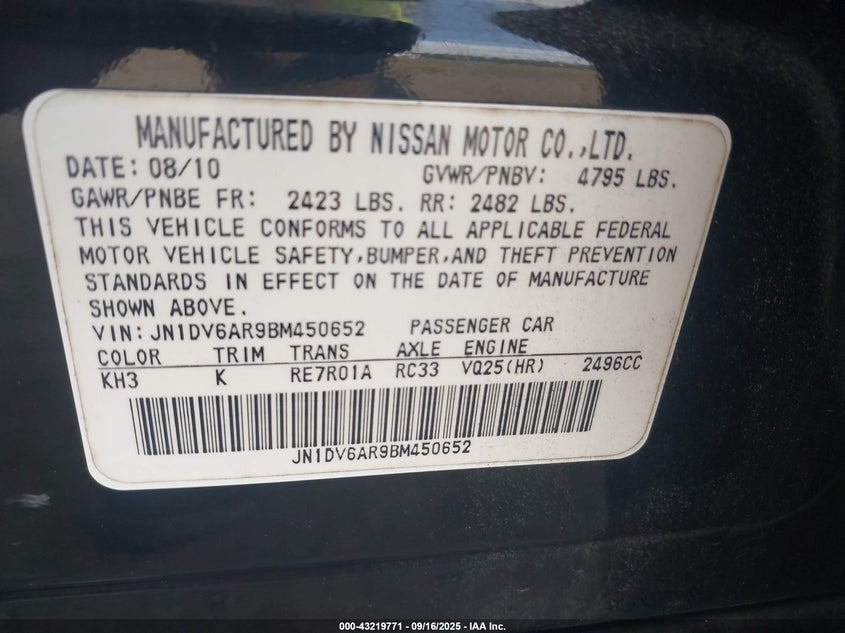 MANUFACTURED BY NISSAN MOTOR CO.,LTD.
DATE: 08/10 GVWR/PNBV: 4795 LBS.
GAWR/PNBE FR: 2423 LBS. RR: 2482 LBS.
THIS VEHICLE CONFORMS TO ALL APPLICABLE FEDERAL
MOTOR VEHICLE SAFETY,BUMPER,AND THEFT PREVENTION
STANDARDS IN EFFECT ON THE DATE OF MANUFACTURE
SHOWN ABOVE.
VIN: JN1DV6AR9BM450652 PASSENGER CAR
COLOR TRIM TRANS AXLE ENGINE
KH3 K RE7R01A RC33 VQ25(HR) 2496CC
JN1DV6AR9BM450652
000-43219771 - 09/16/2025 - IAA Inc.